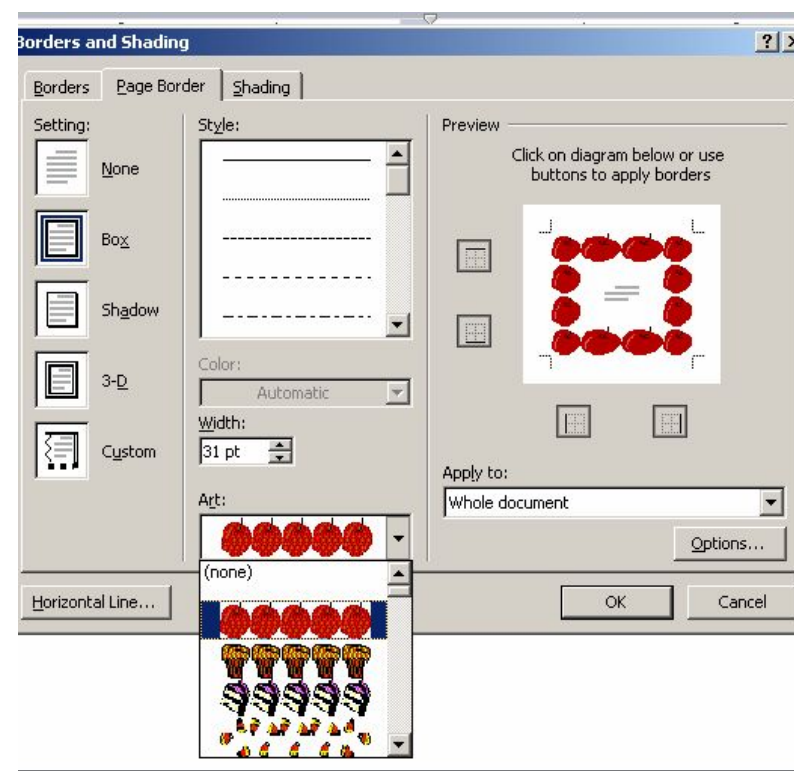 Borders and Shading
Borders
Page Border
Shading
Setting:
None
Box
Shadow
3-D
Custom
Style:
Color:
Automatic
Width:
31 pt
Art:
(none)
Preview
Click on diagram below or use
buttons to apply borders
Apply to:
Whole document
Options...
Horizontal Line...
OK
Cancel